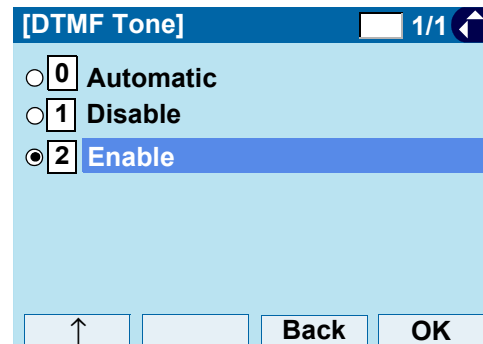 [DTMF Tone] 1/1
0 Automatic
1 Disable
2 Enable
↑ Back OK